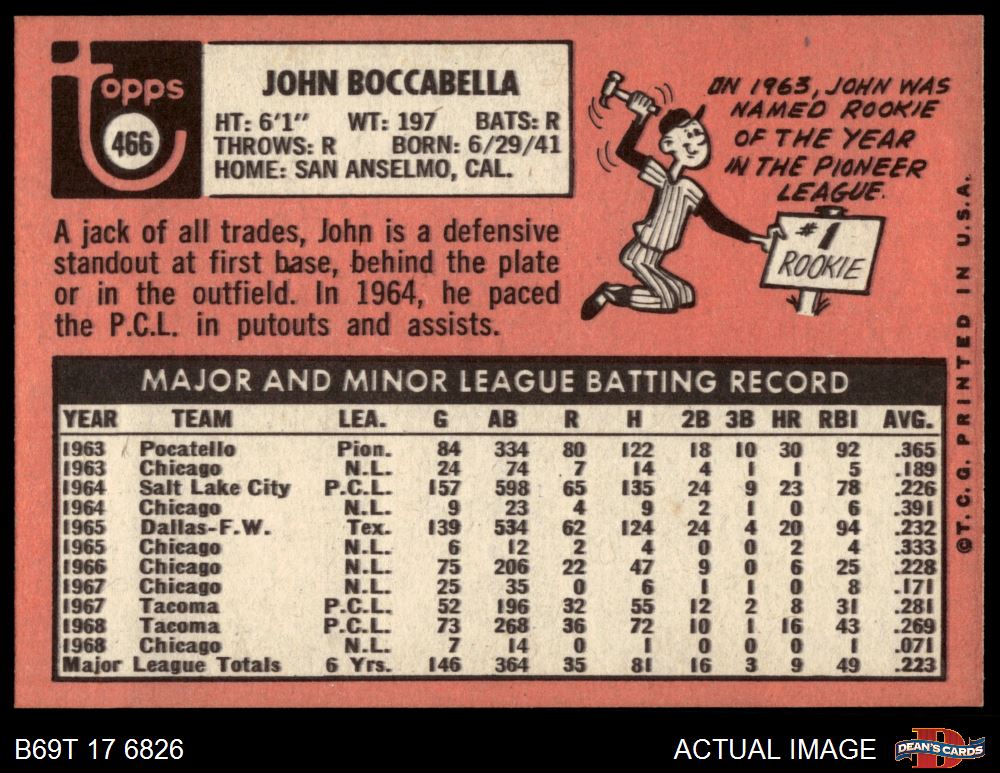 Topps
466
JOHN BOCCABELLA
HT: 6'1" WT: 197 BATS: R
THROWS: R BORN: 6/29/41
HOME: SAN ANSELMO, CAL.
A jack of all trades, John is a defensive
standout at first base, behind the plate
or in the outfield. In 1964, he paced
the P.C.L. in putouts and assists.
IN 1963, JOHN WAS
NAMED ROOKIE
OF THE YEAR
IN THE PIONEER
LEAGUE.
#1
ROOKIE
MAJOR AND MINOR LEAGUE BATTING RECORD
YEAR TEAM LEA. G AB R H 2B 3B HR RBI AVG.
1963 Pocatello Pion. 84 334 80 122 18 10 30 92 .365
1963 Chicago N.L. 24 74 7 14 4 1 1 5 .189
1964 Salt Lake City P.C.L. 157 598 65 135 24 9 23 78 .226
1964 Chicago N.L. 9 23 4 9 2 1 0 6 .391
1965 Dallas-F.W. Tex. 139 534 62 124 24 4 20 94 .232
1965 Chicago N.L. 6 12 2 4 0 0 2 4 .333
1966 Chicago N.L. 75 206 22 47 9 0 6 25 .228
1967 Chicago N.L. 25 35 0 6 1 1 0 8 .171
1967 Tacoma P.C.L. 52 196 32 55 12 2 8 31 .281
1968 Tacoma P.C.L. 73 268 36 72 10 1 16 43 .269
1968 Chicago N.L. 7 14 0 1 0 0 0 1 .071
Major League Totals 6 Yrs. 146 364 35 81 16 3 9 49 .223
©T.C.G. PRINTED IN U.S.A.
B69T 17 6826
ACTUAL IMAGE
D
DEAN'S CARDS